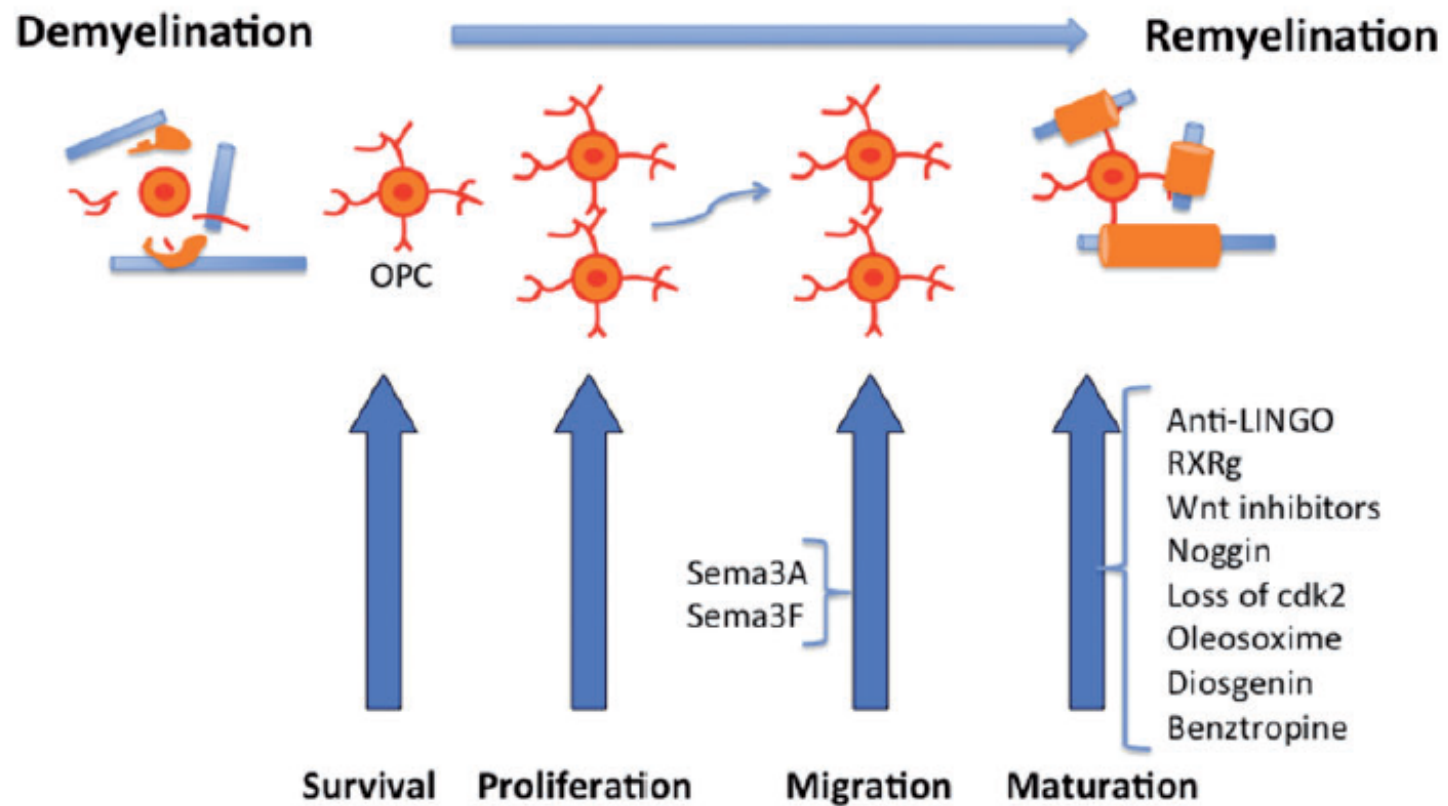 Demyelination
Remyelination
OPC
Sema3A
Sema3F
Anti-LINGO
RXRg
Wnt inhibitors
Noggin
Loss of cdk2
Oleosoxime
Diosgenin
Benztropine
Survival
Proliferation
Migration
Maturation